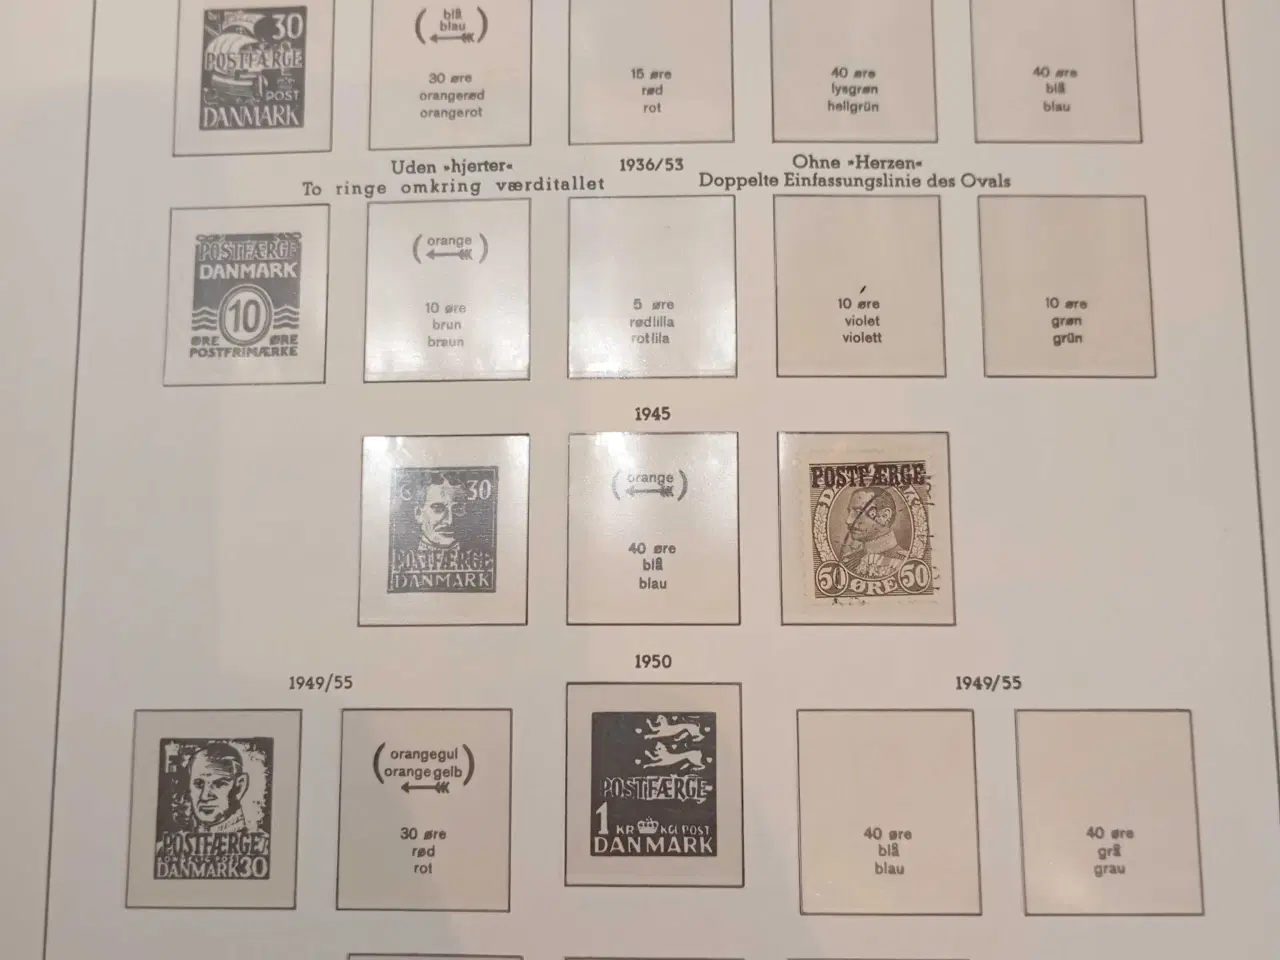 30
POSTFÆRGE
POST
DANMARK
blå
blau
30 øre
orangerød
orangerot
15 øre
rød
rot
40 øre
lysgrøn
hellgrün
40 øre
blå
blau
Uden »hjerter«
To ringe omkring værditallet
1936/53
Ohne »Herzen«
Doppelte Einfassungslinie des Ovals
POSTFÆRGE
DANMARK
10
ØRE ØRE
POSTFRIMÆRKE
(orange)
10 øre
brun
braun
5 øre
rødlilla
rotlila
10 øre
violet
violett
10 øre
grøn
grün
1945
30
POSTFÆRGE
DANMARK
(orange)
40 øre
blå
blau
POSTFÆRGE
50 ØRE 50
1949/55
1950
1949/55
POSTFÆRGE
DANMARK 30
(orangegul
orangegelb)
30 øre
rød
rot
POSTFÆRGE
1 KR KGL POST
DANMARK
40 øre
blå
blau
40 øre
grå
grau